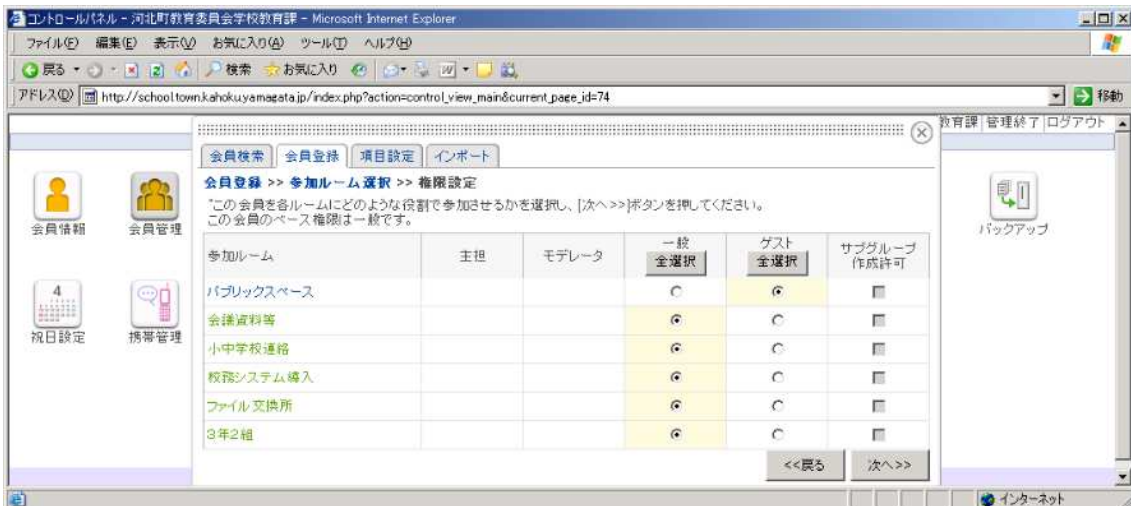 コントロールパネル - 河北町教育委員会学校教育課 - Microsoft Internet Explorer
ファイル(F) 編集(E) 表示(V) お気に入り(A) ツール(T) ヘルプ(H)
戻る 検索 お気に入り
アドレス(D) http://school.town.kahoku.yamagata.jp/index.php?action=control_view_main&current_page_id=74 移動
教育課 管理終了 ログアウト
会員検索 会員登録 項目設定 インポート
会員登録 >> 参加ルーム選択 >> 権限設定
"この会員を各ルームにどのような役割で参加させるかを選択し、[次へ>>]ボタンを押してください。
この会員のベース権限は一般です。
会員情報 会員管理 バックアップ
参加ルーム 主担 モデレータ 一般 ゲスト サブグループ作成許可
全選択 全選択
パブリックスペース
4
会議資料等
祝日設定 携帯管理
小中学校連絡
校務システム導入
ファイル交換所
3年2組
<<戻る 次へ>>
インターネット